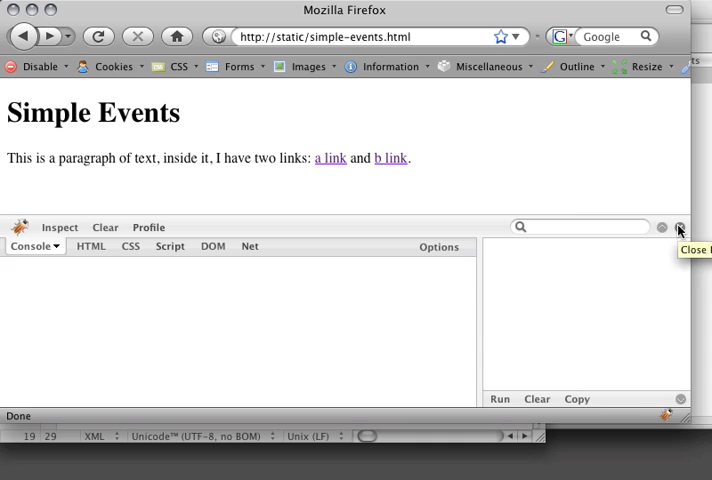 Mozilla Firefox
http://static/simple-events.html
G Google
Disable Cookies CSS Forms Images Information Miscellaneous Outline Resize
ts
Simple Events
This is a paragraph of text, inside it, I have two links: a link and b link.
Inspect Clear Profile
Close
Console HTML CSS Script DOM Net Options
Run Clear Copy
Done
19 29 XML Unicode™ (UTF-8, no BOM) Unix (LF)